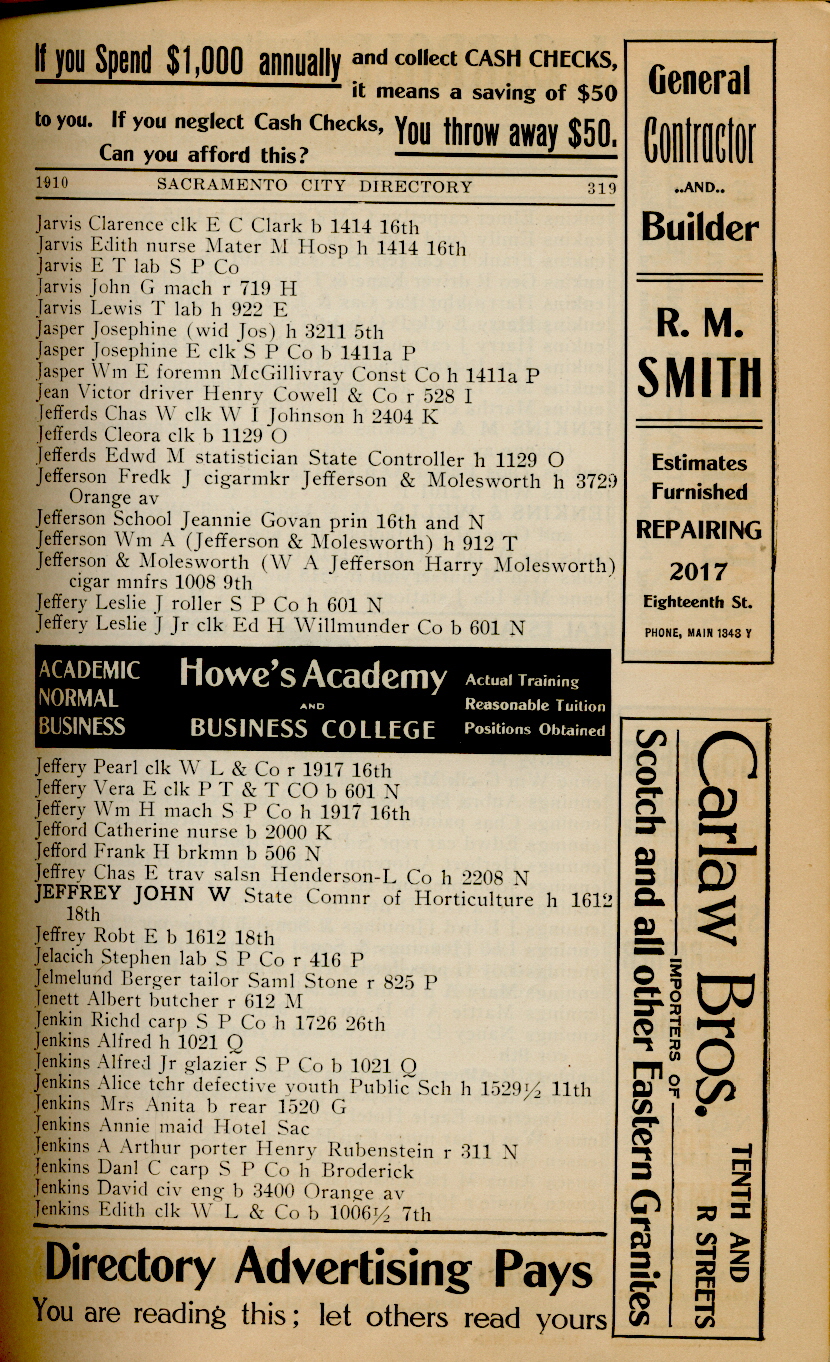 If you Spend $1,000 annually and collect CASH CHECKS,
it means a saving of $50
to you. If you neglect Cash Checks, You throw away $50.
Can you afford this?
1910 SACRAMENTO CITY DIRECTORY 319
Jarvis Clarence clk E C Clark b 1414 16th
Jarvis Edith nurse Mater M Hosp h 1414 16th
Jarvis E T lab S P Co
Jarvis John G mach r 719 H
Jarvis Lewis T lab h 922 E
Jasper Josephine (wid Jos) h 3211 5th
Jasper Josephine E clk S P Co b 1411a P
Jasper Wm E foremn McGillivray Const Co h 1411a P
Jean Victor driver Henry Cowell & Co r 528 I
Jefferds Chas W clk W I Johnson h 2404 K
Jefferds Cleora clk b 1129 O
Jefferds Edwd M statistician State Controller h 1129 O
Jefferson Fredk J cigarmkr Jefferson & Molesworth h 3729
Orange av
Jefferson School Jeannie Govan prin 16th and N
Jefferson Wm A (Jefferson & Molesworth) h 912 T
Jefferson & Molesworth (W A Jefferson Harry Molesworth)
cigar mnfrs 1008 9th
Jeffery Leslie J roller S P Co h 601 N
Jeffery Leslie J Jr clk Ed H Willmunder Co b 601 N
ACADEMIC
NORMAL
BUSINESS
Howe's Academy
AND
BUSINESS COLLEGE
Actual Training
Reasonable Tuition
Positions Obtained
Jeffery Pearl clk W L & Co r 1917 16th
Jeffery Vera E clk P T & T CO b 601 N
Jeffery Wm H mach S P Co h 1917 16th
Jefford Catherine nurse b 2000 K
Jefford Frank H brkmn b 506 N
Jeffrey Chas E trav salsn Henderson-L Co h 2208 N
JEFFREY JOHN W State Comnr of Horticulture h 1612
18th
Jeffrey Robt E b 1612 18th
Jelacich Stephen lab S P Co r 416 P
Jelmelund Berger tailor Saml Stone r 825 P
Jenett Albert butcher r 612 M
Jenkin Richd carp S P Co h 1726 26th
Jenkins Alfred h 1021 Q
Jenkins Alfred Jr glazier S P Co b 1021 Q
Jenkins Alice tchr defective youth Public Sch h 1529½ 11th
Jenkins Mrs Anita b rear 1520 G
Jenkins Annie maid Hotel Sac
Jenkins A Arthur porter Henry Rubenstein r 311 N
Jenkins Danl C carp S P Co h Broderick
Jenkins David civ eng b 3400 Orange av
Jenkins Edith clk W L & Co b 1006½ 7th
Directory Advertising Pays
You are reading this; let others read yours
General
Contractor
..AND..
Builder
R. M.
SMITH
Estimates
Furnished
REPAIRING
2017
Eighteenth St.
PHONE, MAIN 1343 Y
Carlaw Bros.
TENTH AND
R STREETS
IMPORTERS OF
Scotch and all other Eastern Granites